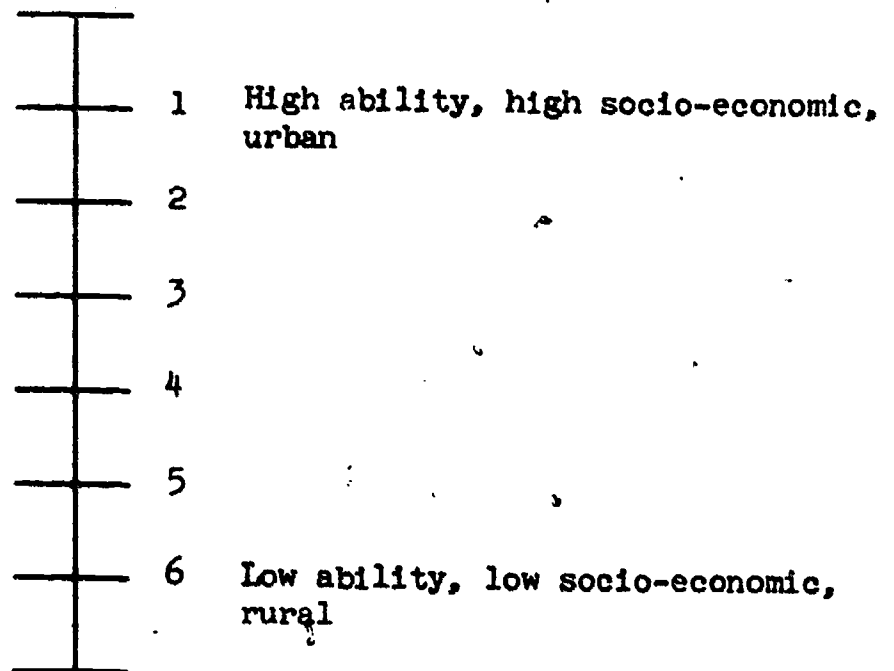 1 High ability, high socio-economic,
urban
2
3
4
5
6 Low ability, low socio-economic,
rural